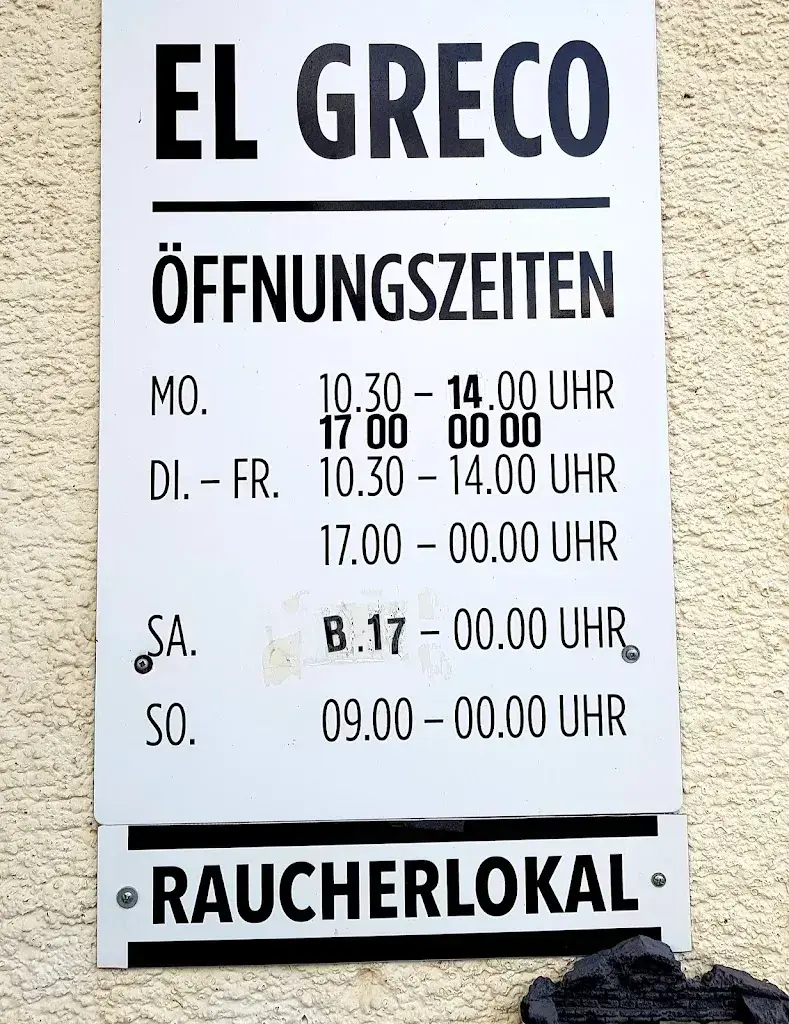 EL GRECO
ÖFFNUNGSZEITEN
MO. 10.30 – 14.00 UHR
17 00 00 00
DI. – FR. 10.30 – 14.00 UHR
17.00 – 00.00 UHR
SA. B.17 – 00.00 UHR
SO. 09.00 – 00.00 UHR
RAUCHERLOKAL